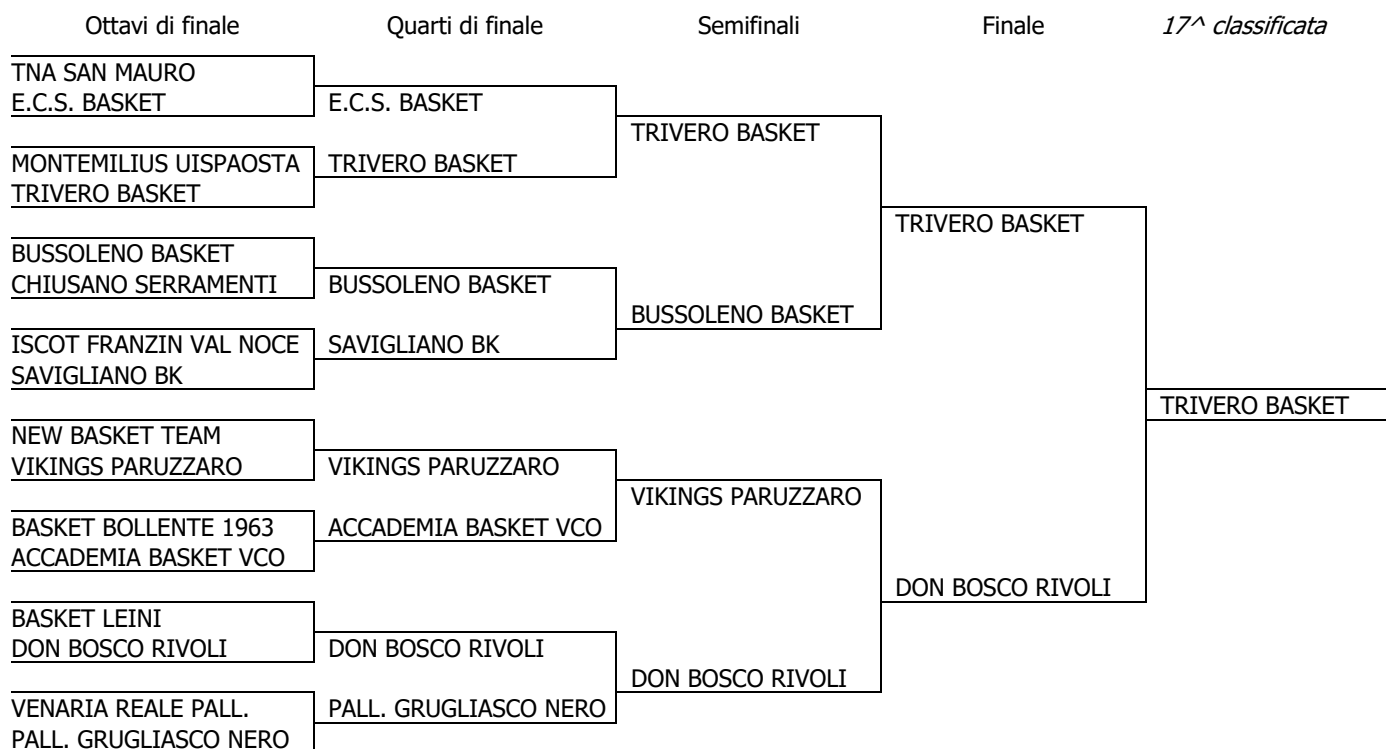 Ottavi di finale Quarti di finale Semifinali Finale 17^ classificata
TNA SAN MAURO
E.C.S. BASKET E.C.S. BASKET
TRIVERO BASKET
MONTEMILIUS UISPAOSTA TRIVERO BASKET
TRIVERO BASKET
TRIVERO BASKET
BUSSOLENO BASKET
CHIUSANO SERRAMENTI BUSSOLENO BASKET
BUSSOLENO BASKET
ISCOT FRANZIN VAL NOCE SAVIGLIANO BK
SAVIGLIANO BK
TRIVERO BASKET
NEW BASKET TEAM
VIKINGS PARUZZARO VIKINGS PARUZZARO
VIKINGS PARUZZARO
BASKET BOLLENTE 1963 ACCADEMIA BASKET VCO
ACCADEMIA BASKET VCO
DON BOSCO RIVOLI
BASKET LEINI
DON BOSCO RIVOLI DON BOSCO RIVOLI
DON BOSCO RIVOLI
VENARIA REALE PALL. PALL. GRUGLIASCO NERO
PALL. GRUGLIASCO NERO